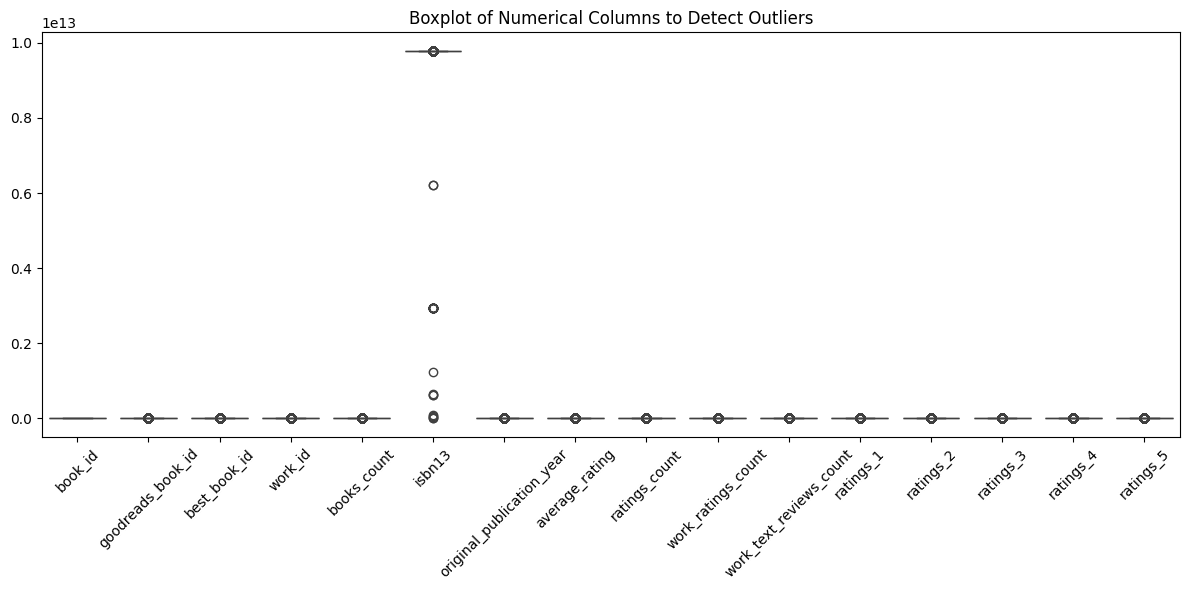 Boxplot of Numerical Columns to Detect Outliers
1e13
1.0
0.8
0.6
0.4
0.2
0.0
book_id
goodreads_book_id
best_book_id
work_id
books_count
isbn13
original_publication_year
average_rating
ratings_count
work_ratings_count
work_text_reviews_count
ratings_1
ratings_2
ratings_3
ratings_4
ratings_5